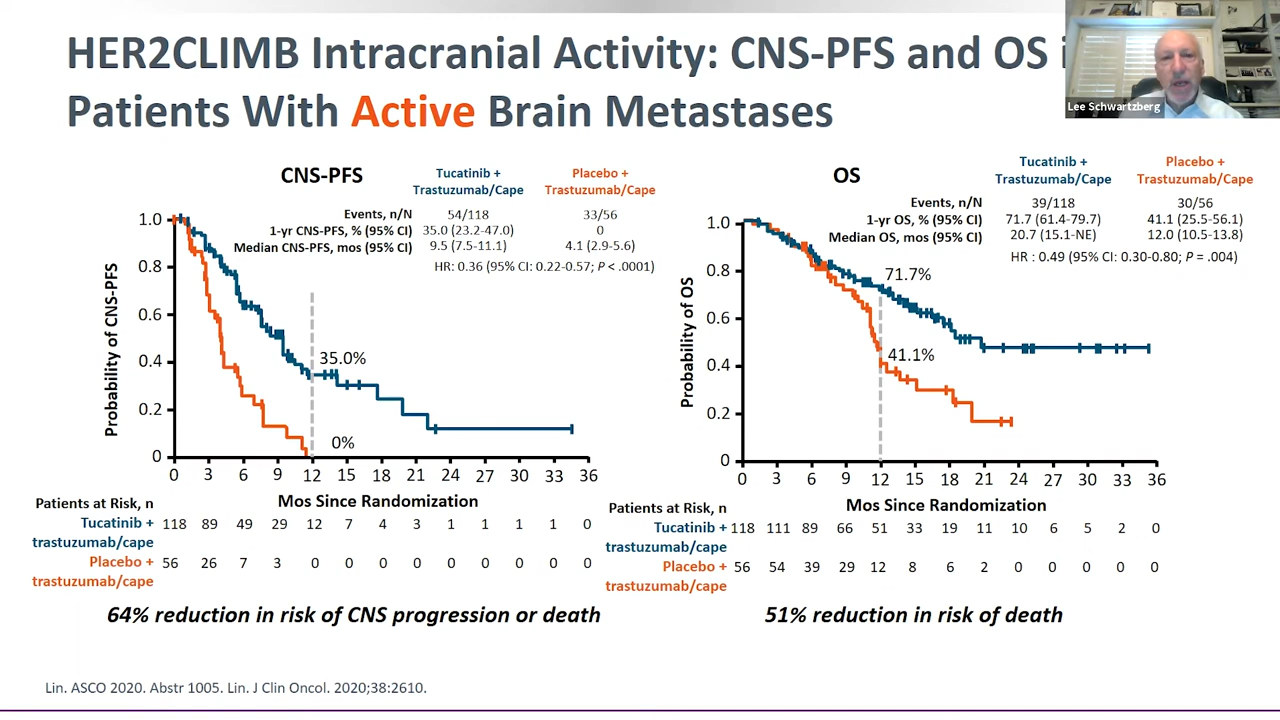 HER2CLIMB Intracranial Activity: CNS-PFS and OS
Patients With Active Brain Metastases
Lee Schwartzberg
CNS-PFS
Tucatinib +
Trastuzumab/Cape
Placebo +
Trastuzumab/Cape
Events, n/N 54/118 33/56
1-yr CNS-PFS, % (95% CI) 35.0 (23.2-47.0) 0
Median CNS-PFS, mos (95% CI) 9.5 (7.5-11.1) 4.1 (2.9-5.6)
HR: 0.36 (95% CI: 0.22-0.57; P < .0001)
Probability of CNS-PFS
1.0
0.8
0.6
0.4
0.2
0
35.0%
0%
0 3 6 9 12 15 18 21 24 27 30 33 36
Mos Since Randomization
Patients at Risk, n
Tucatinib + 118 89 49 29 12 7 4 3 1 1 1 1 0
trastuzumab/cape
Placebo + 56 26 7 3 0 0 0 0 0 0 0 0 0
trastuzumab/cape
64% reduction in risk of CNS progression or death
OS
Tucatinib +
Trastuzumab/Cape
Placebo +
Trastuzumab/Cape
Events, n/N 39/118 30/56
1-yr OS, % (95% CI) 71.7 (61.4-79.7) 41.1 (25.5-56.1)
Median OS, mos (95% CI) 20.7 (15.1-NE) 12.0 (10.5-13.8)
HR : 0.49 (95% CI: 0.30-0.80; P = .004)
Probability of OS
1.0
0.8
0.6
0.4
0.2
0
71.7%
41.1%
0 3 6 9 12 15 18 21 24 27 30 33 36
Mos Since Randomization
Patients at Risk, n
Tucatinib + 118 111 89 66 51 33 19 11 10 6 5 2 0
trastuzumab/cape
Placebo + 56 54 39 29 12 8 6 2 0 0 0 0 0
trastuzumab/cape
51% reduction in risk of death
Lin. ASCO 2020. Abstr 1005. Lin. J Clin Oncol. 2020;38:2610.